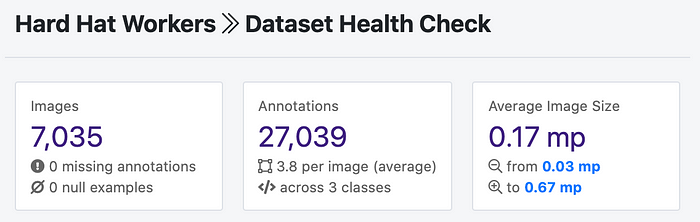 Hard Hat Workers » Dataset Health Check
Images
7,035
0 missing annotations
0 null examples
Annotations
27,039
3.8 per image (average)
across 3 classes
Average Image Size
0.17 mp
from 0.03 mp
to 0.67 mp